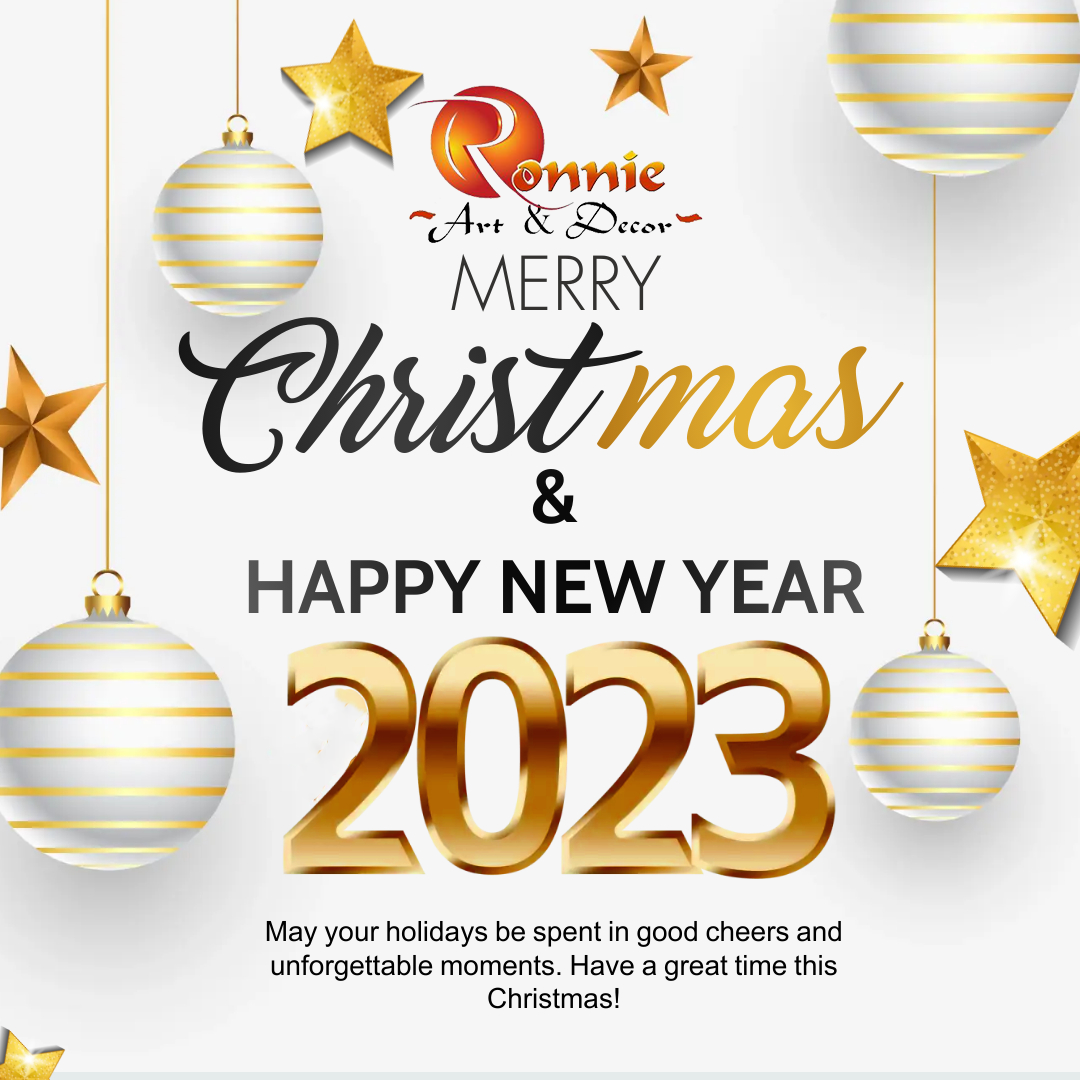 Ronnie
Art & Decor
MERRY
Christmas
&
HAPPY NEW YEAR
2023
May your holidays be spent in good cheers and
unforgettable moments. Have a great time this
Christmas!